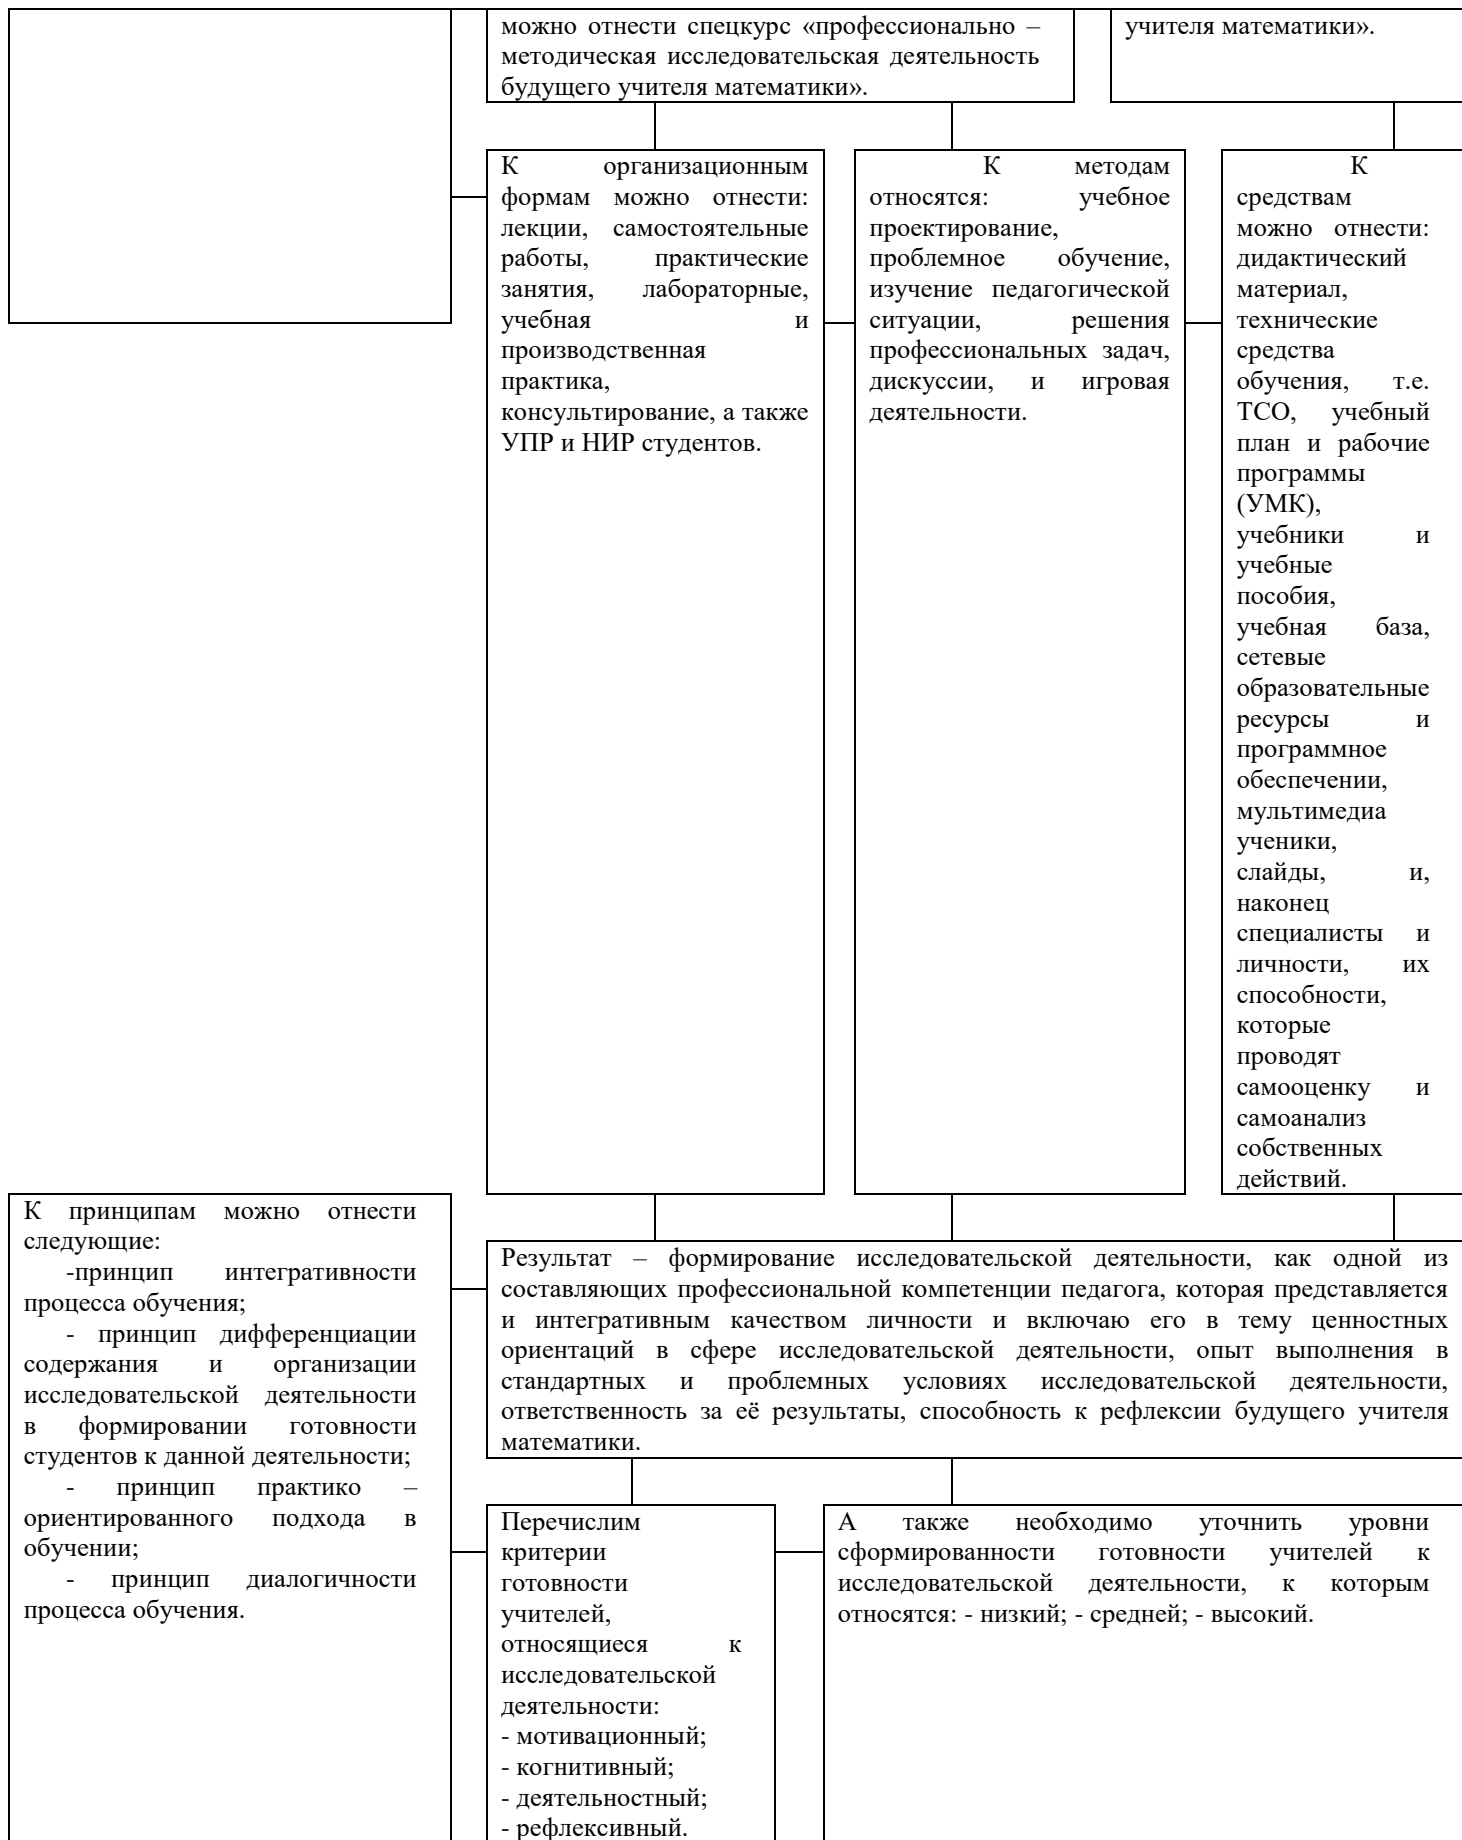 можно отнести спецкурс «профессионально –
методическая исследовательская деятельность
будущего учителя математики».
учителя математики».
К организационным
формам можно отнести:
лекции, самостоятельные
работы, практические
занятия, лабораторные,
учебная и
производственная
практика,
консультирование, а также
УПР и НИР студентов.
К методам
относятся: учебное
проектирование,
проблемное обучение,
изучение педагогической
ситуации, решения
профессиональных задач,
дискуссии, и игровая
деятельности.
К
средствам
можно отнести:
дидактический
материал,
технические
средства
обучения, т.е.
ТСО, учебный
план и рабочие
программы
(УМК),
учебники и
учебные
пособия,
учебная база,
сетевые
образовательные
ресурсы и
программное
обеспечении,
мультимедиа
ученики,
слайды, и,
наконец
специалисты и
личности, их
способности,
которые
проводят
самооценку и
самоанализ
собственных
действий.
К принципам можно отнести
следующие:
-принцип интегративности
процесса обучения;
- принцип дифференциации
содержания и организации
исследовательской деятельности
в формировании готовности
студентов к данной деятельности;
- принцип практико –
ориентированного подхода в
обучении;
- принцип диалогичности
процесса обучения.
Результат – формирование исследовательской деятельности, как одной из
составляющих профессиональной компетенции педагога, которая представляется
и интегративным качеством личности и включаю его в тему ценностных
ориентаций в сфере исследовательской деятельности, опыт выполнения в
стандартных и проблемных условиях исследовательской деятельности,
ответственность за её результаты, способность к рефлексии будущего учителя
математики.
Перечислим
критерии
готовности
учителей,
относящиеся к
исследовательской
деятельности:
- мотивационный;
- когнитивный;
- деятельностный;
- рефлексивный.
А также необходимо уточнить уровни
сформированности готовности учителей к
исследовательской деятельности, к которым
относятся: - низкий; - средней; - высокий.